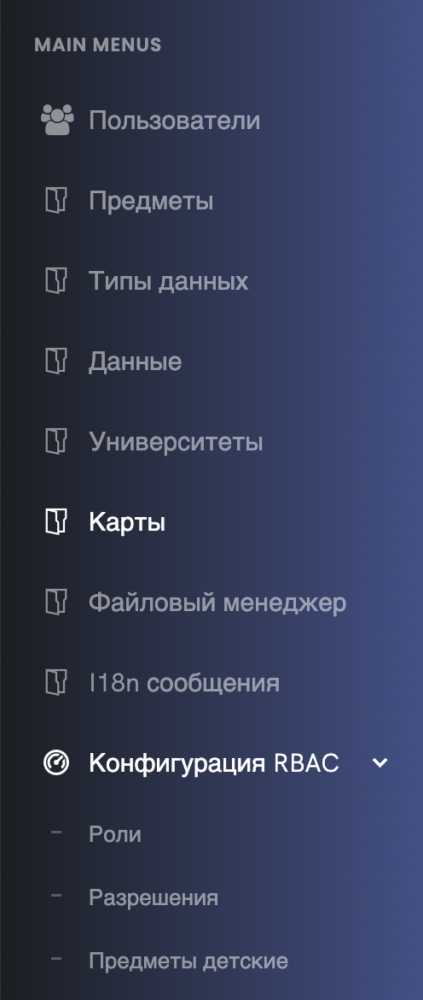 MAIN MENUS
Пользователи
Предметы
Типы данных
Данные
Университеты
Карты
Файловый менеджер
I18n сообщения
Конфигурация RBAC
Роли
Разрешения
Предметы детские